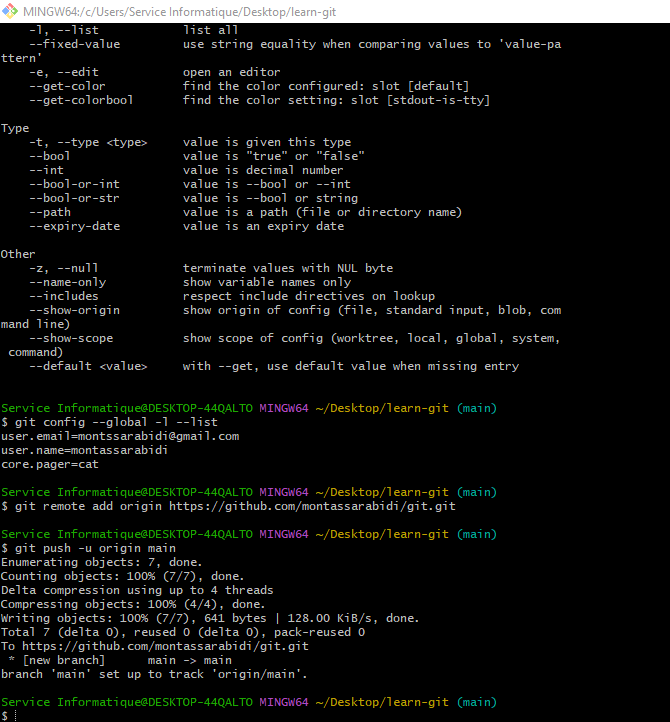 MINGW64:/c/Users/Service Informatique/Desktop/learn-git
-l, --list list all
--fixed-value use string equality when comparing values to 'value-pa
ttern'
-e, --edit open an editor
--get-color find the color configured: slot [default]
--get-colorbool find the color setting: slot [stdout-is-tty]
Type
-t, --type <type> value is given this type
--bool value is "true" or "false"
--int value is decimal number
--bool-or-int value is --bool or --int
--bool-or-str value is --bool or string
--path value is a path (file or directory name)
--expiry-date value is an expiry date
Other
-z, --null terminate values with NUL byte
--name-only show variable names only
--includes respect include directives on lookup
--show-origin show origin of config (file, standard input, blob, com
mand line)
--show-scope show scope of config (worktree, local, global, system,
command)
--default <value> with --get, use default value when missing entry
Service Informatique@DESKTOP-44QALTO MINGW64 ~/Desktop/learn-git (main)
$ git config --global -l --list
user.email=montssarabidi@gmail.com
user.name=montassarabidi
core.pager=cat
Service Informatique@DESKTOP-44QALTO MINGW64 ~/Desktop/learn-git (main)
$ git remote add origin https://github.com/montassarabidi/git.git
Service Informatique@DESKTOP-44QALTO MINGW64 ~/Desktop/learn-git (main)
$ git push -u origin main
Enumerating objects: 7, done.
Counting objects: 100% (7/7), done.
Delta compression using up to 4 threads
Compressing objects: 100% (4/4), done.
Writing objects: 100% (7/7), 641 bytes | 128.00 KiB/s, done.
Total 7 (delta 0), reused 0 (delta 0), pack-reused 0
To https://github.com/montassarabidi/git.git
* [new branch] main -> main
branch 'main' set up to track 'origin/main'.
Service Informatique@DESKTOP-44QALTO MINGW64 ~/Desktop/learn-git (main)
$